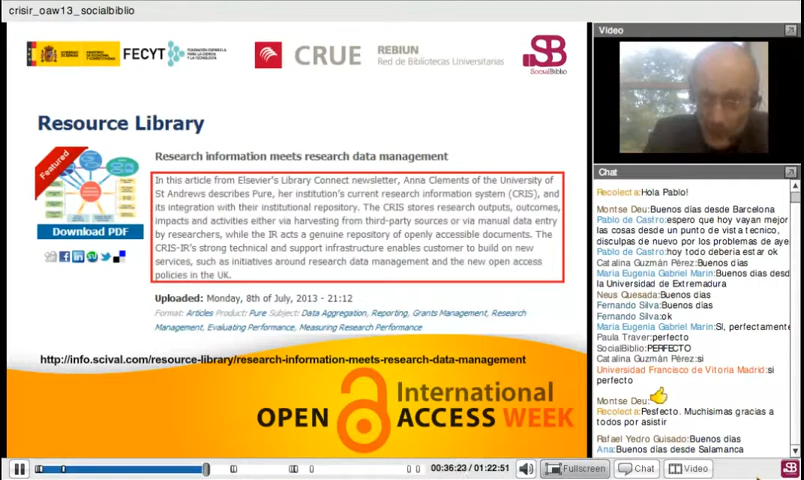 crisir_oaw13_socialbiblio
FECYT
CRUE
REBIUN
Red de Bibliotecas Universitarias
SB
SocialBiblio
Resource Library
Featured
Download PDF
Research information meets research data management
In this article from Elsevier's Library Connect newsletter, Anna Clements of the University of
St Andrews describes Pure, her institution's current research information system (CRIS), and
its integration with their institutional repository. The CRIS stores research outputs, outcomes,
impacts and activities either via harvesting from third-party sources or via manual data entry
by researchers, while the IR acts a genuine repository of openly accessible documents. The
CRIS-IR's strong technical and support infrastructure enables customer to build on new
services, such as initiatives around research data management and the new open access
policies in the UK.
Uploaded: Monday, 8th of July, 2013 - 21:12
Format: Articles Product: Pure Subject: Data Aggregation, Reporting, Grants Management, Research
Management, Evaluating Performance, Measuring Research Performance
http://info.scival.com/resource-library/research-information-meets-research-data-management
International
OPEN ACCESS WEEK
00:36:23 / 01:22:51
Fullscreen
Chat
Video
SB
Video
Chat
Recolecta:Hola Pablo!
Montse Deu:Buenos días desde Barcelona
Pablo de Castro:espero que hoy vayan mejor
las cosas desde un punto de vista tecnico,
disculpas de nuevo por los problemas de aye
Pablo de Castro:hoy todo deberia estar ok
Catalina Guzmán Pérez:Buenos días
Maria Eugenia Gabriel Marin:Buenos días desd
la Universidad de Extremadura
Neus Quesada:Buenos días
Fernando Silva:Buenos días
Fernando Silva:ok
Maria Eugenia Gabriel Marin:Sí, perfectamente
Paula Traver:perfecto
SocialBiblio:PERFECTO
Catalina Guzmán Pérez:si
Universidad Francisco de Vitoria Madrid:si
perfecto
Montse Deu:
Recolecta:Pesfecto. Muchisimas gracias a
todos por asistir
Rafael Yedro Guisado:Buenos días
Ana:Buenos días desde Salamanca